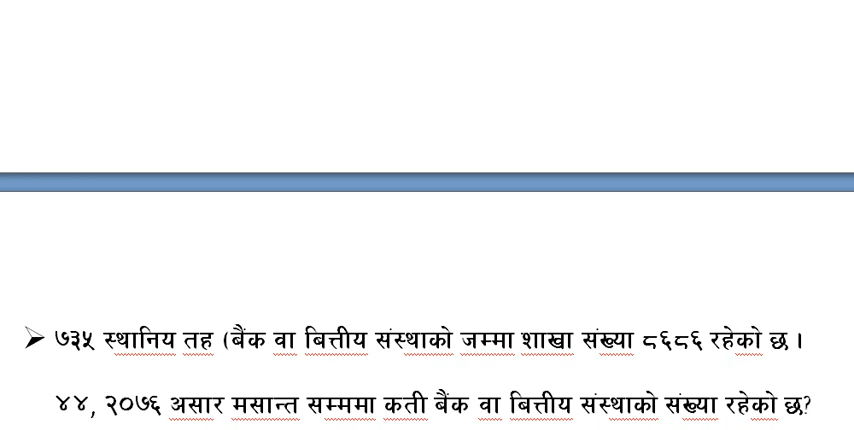 ➢ ७३५ स्थानिय तह (बैंक वा बित्तीय संस्थाको जम्मा शाखा संख्या ८६८६ रहेको छ ।
४४, २०७६ असार मसान्त सम्ममा कती बैंक वा बित्तीय संस्थाको संख्या रहेको छ?